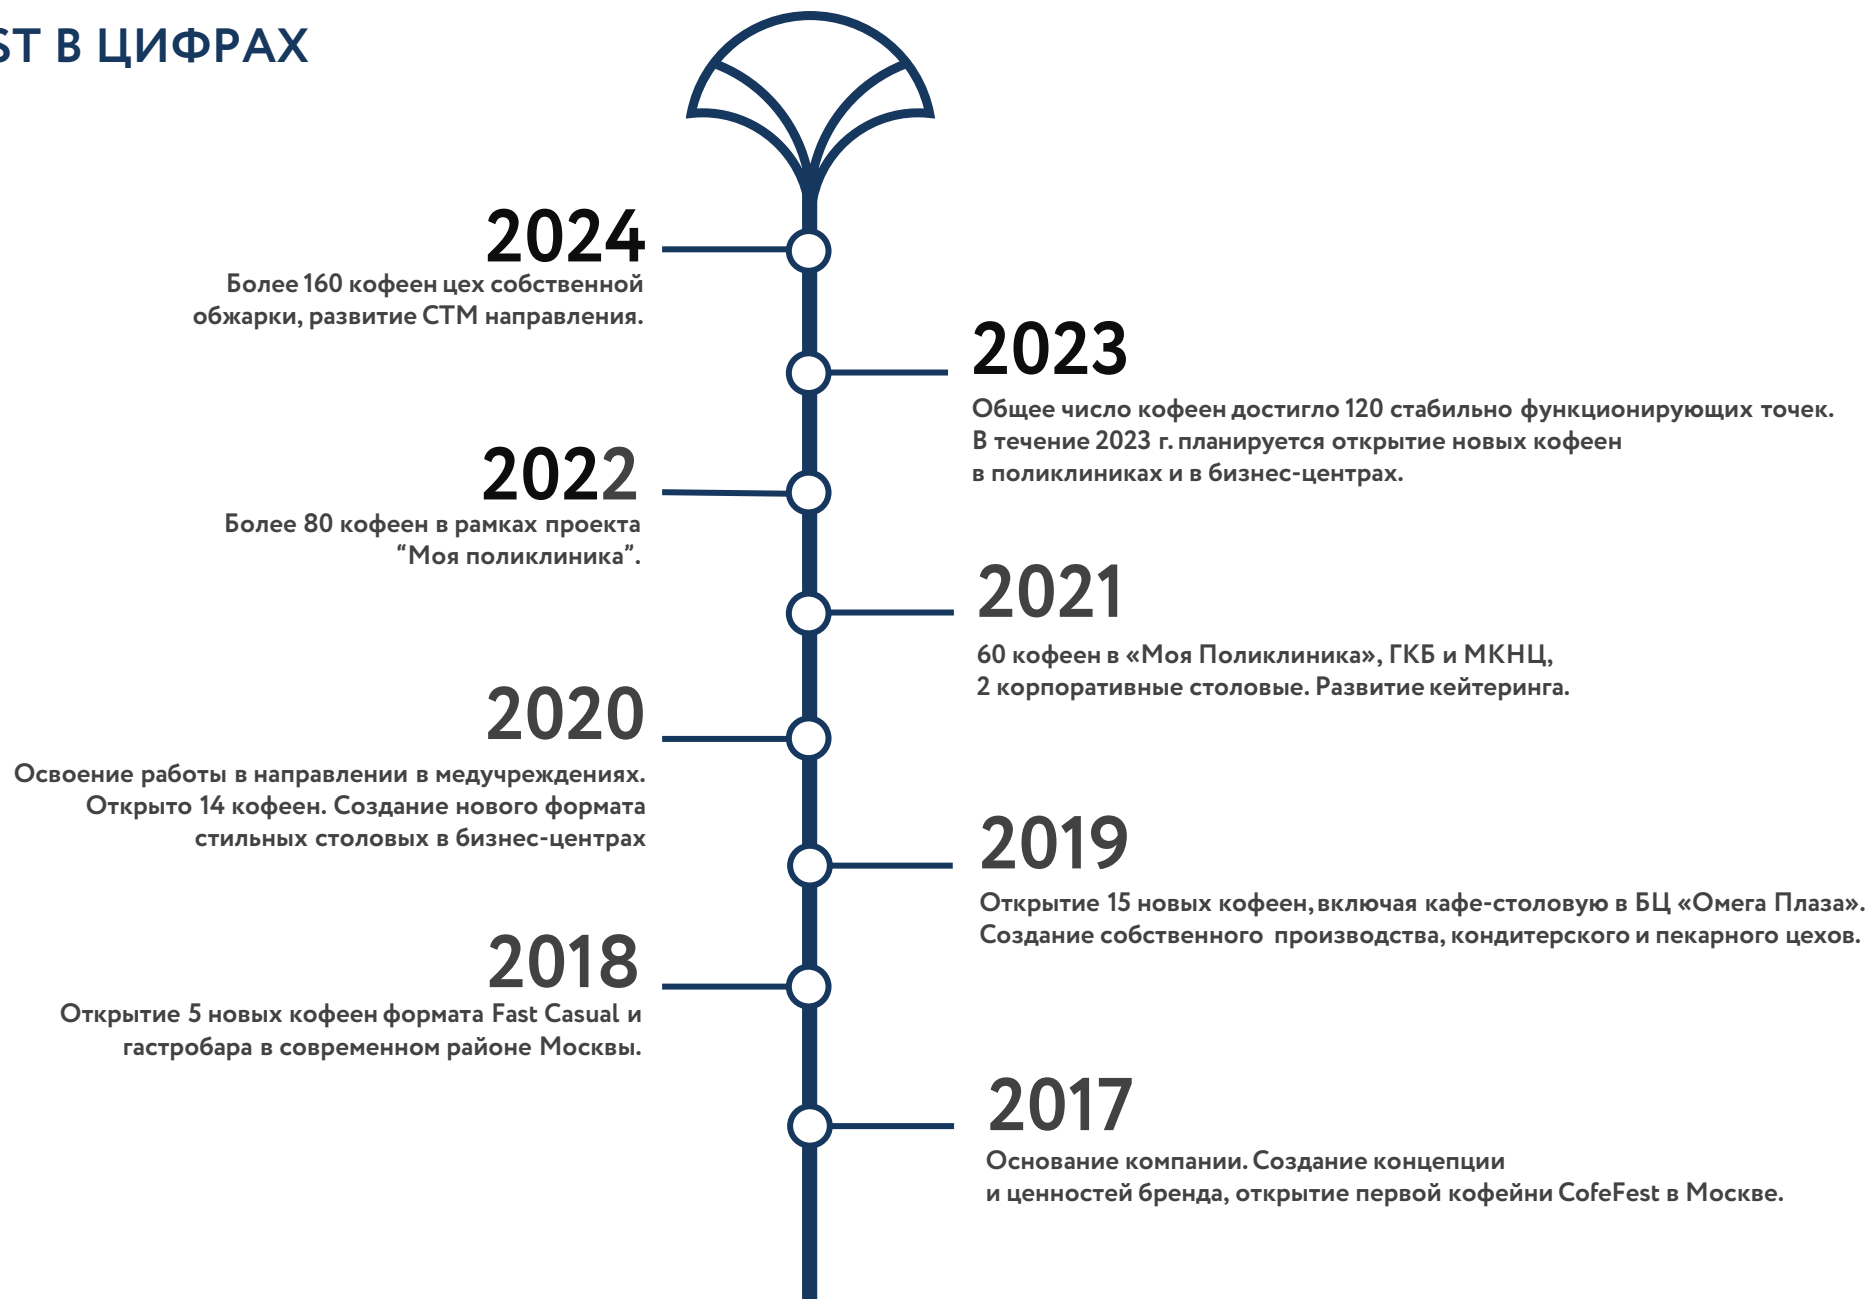 ST В ЦИФРАХ
2024
Более 160 кофеен цех собственной
обжарки, развитие СТМ направления.
2023
Общее число кофеен достигло 120 стабильно функционирующих точек.
В течение 2023 г. планируется открытие новых кофеен
в поликлиниках и в бизнес-центрах.
2022
Более 80 кофеен в рамках проекта
“Моя поликлиника”.
2021
60 кофеен в «Моя Поликлиника», ГКБ и МКНЦ,
2 корпоративные столовые. Развитие кейтеринга.
2020
Освоение работы в направлении в медучреждениях.
Открыто 14 кофеен. Создание нового формата
стильных столовых в бизнес-центрах
2019
Открытие 15 новых кофеен, включая кафе-столовую в БЦ «Омега Плаза».
Создание собственного производства, кондитерского и пекарного цехов.
2018
Открытие 5 новых кофеен формата Fast Casual и
гастробара в современном районе Москвы.
2017
Основание компании. Создание концепции
и ценностей бренда, открытие первой кофейни CofeFest в Москве.